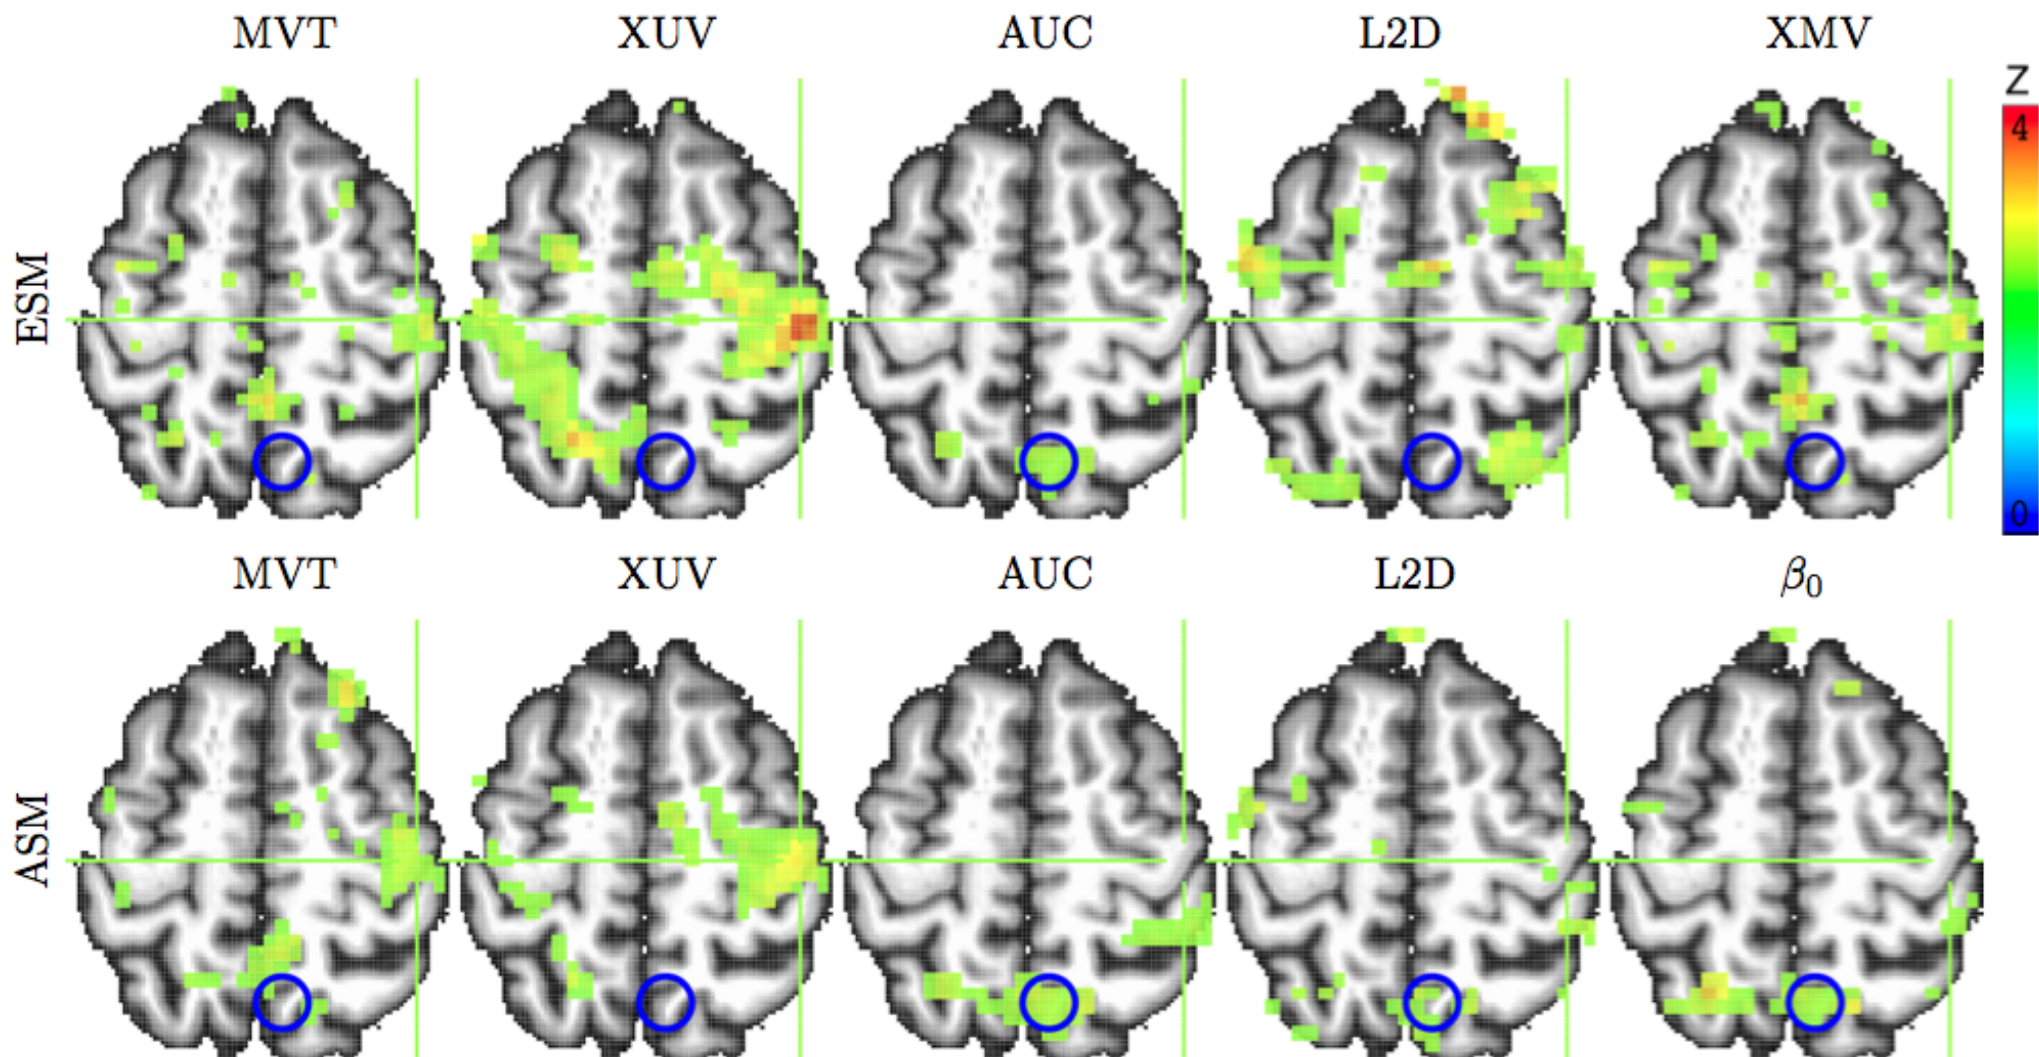 MVT XUV AUC L2D XMV
Z
4
ESM
0
MVT XUV AUC L2D β₀
ASM